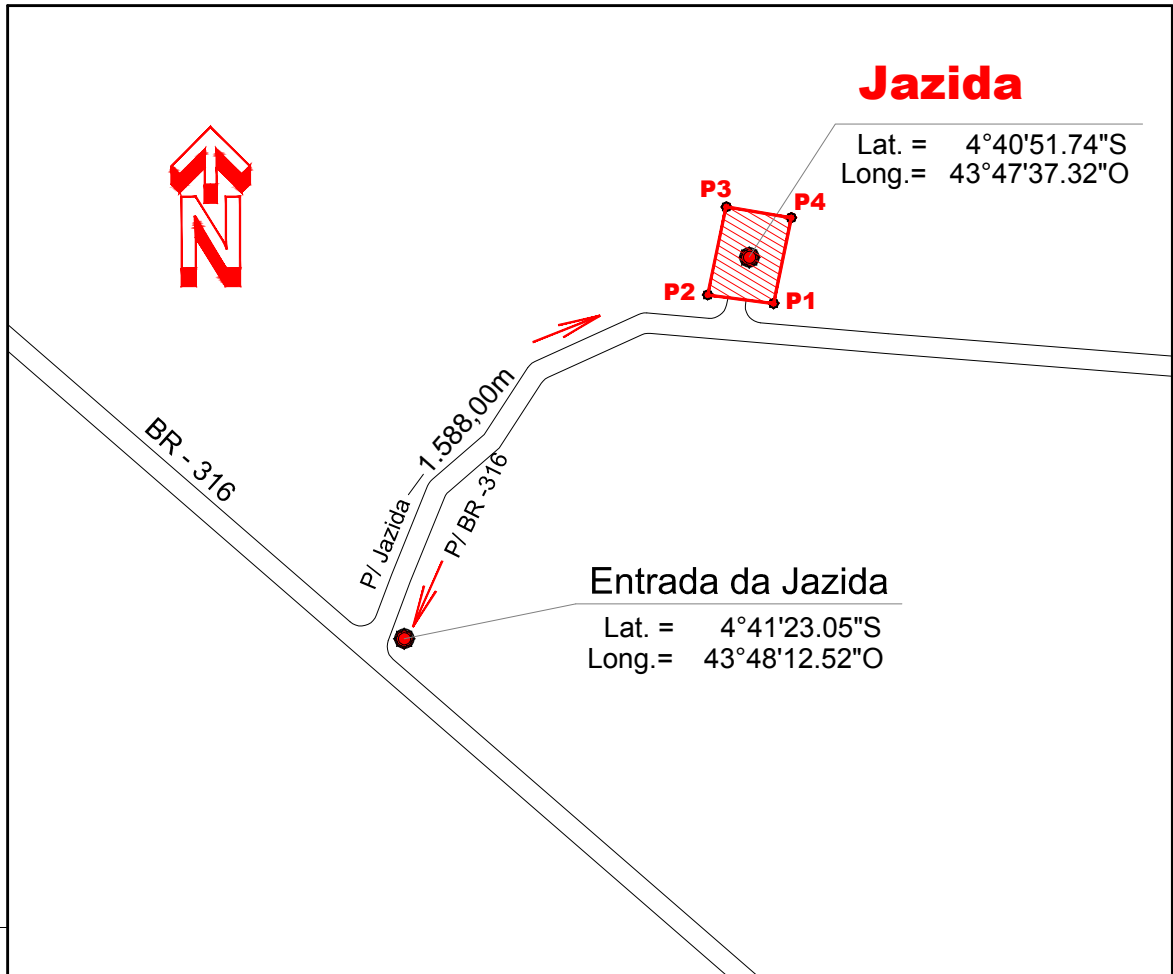 Jazida
Lat. = 4°40'51.74"S
Long.= 43°47'37.32"O
P3
P4
P2
P1
N
BR - 316
P/ Jazida — 1.588,00m
P/ BR -316
Entrada da Jazida
Lat. = 4°41'23.05"S
Long.= 43°48'12.52"O